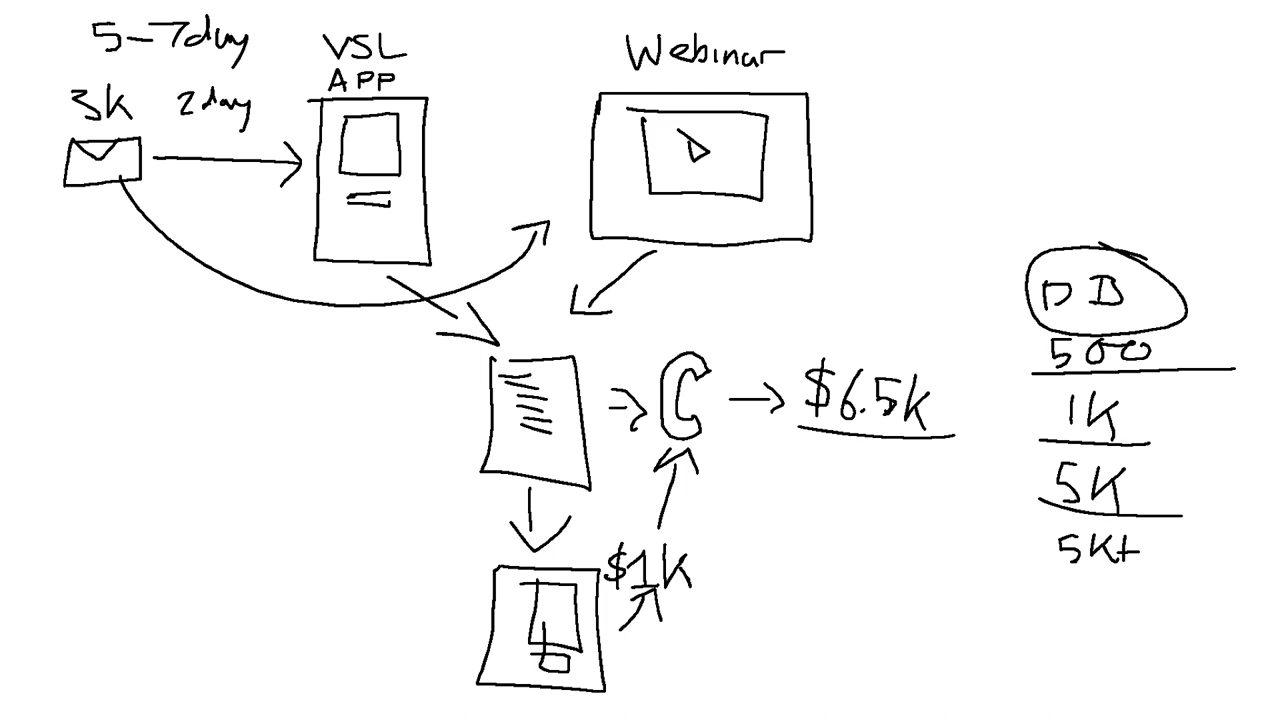 5-7day
3K 2day
VSL
APP
Webinar
$6.5K
$1K
DB
500
1K
5K
5K+